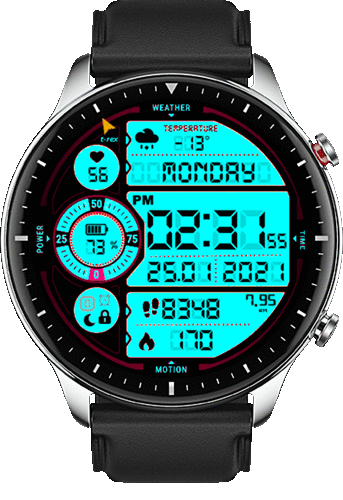 WEATHER
t-rex
TEMPERATURE
-13°
56
MONDAY
PM
02:31 55
50
25 75
73 %
0
POWER
TIME
25.01 2021
8348
7.95
KM
170
MOTION